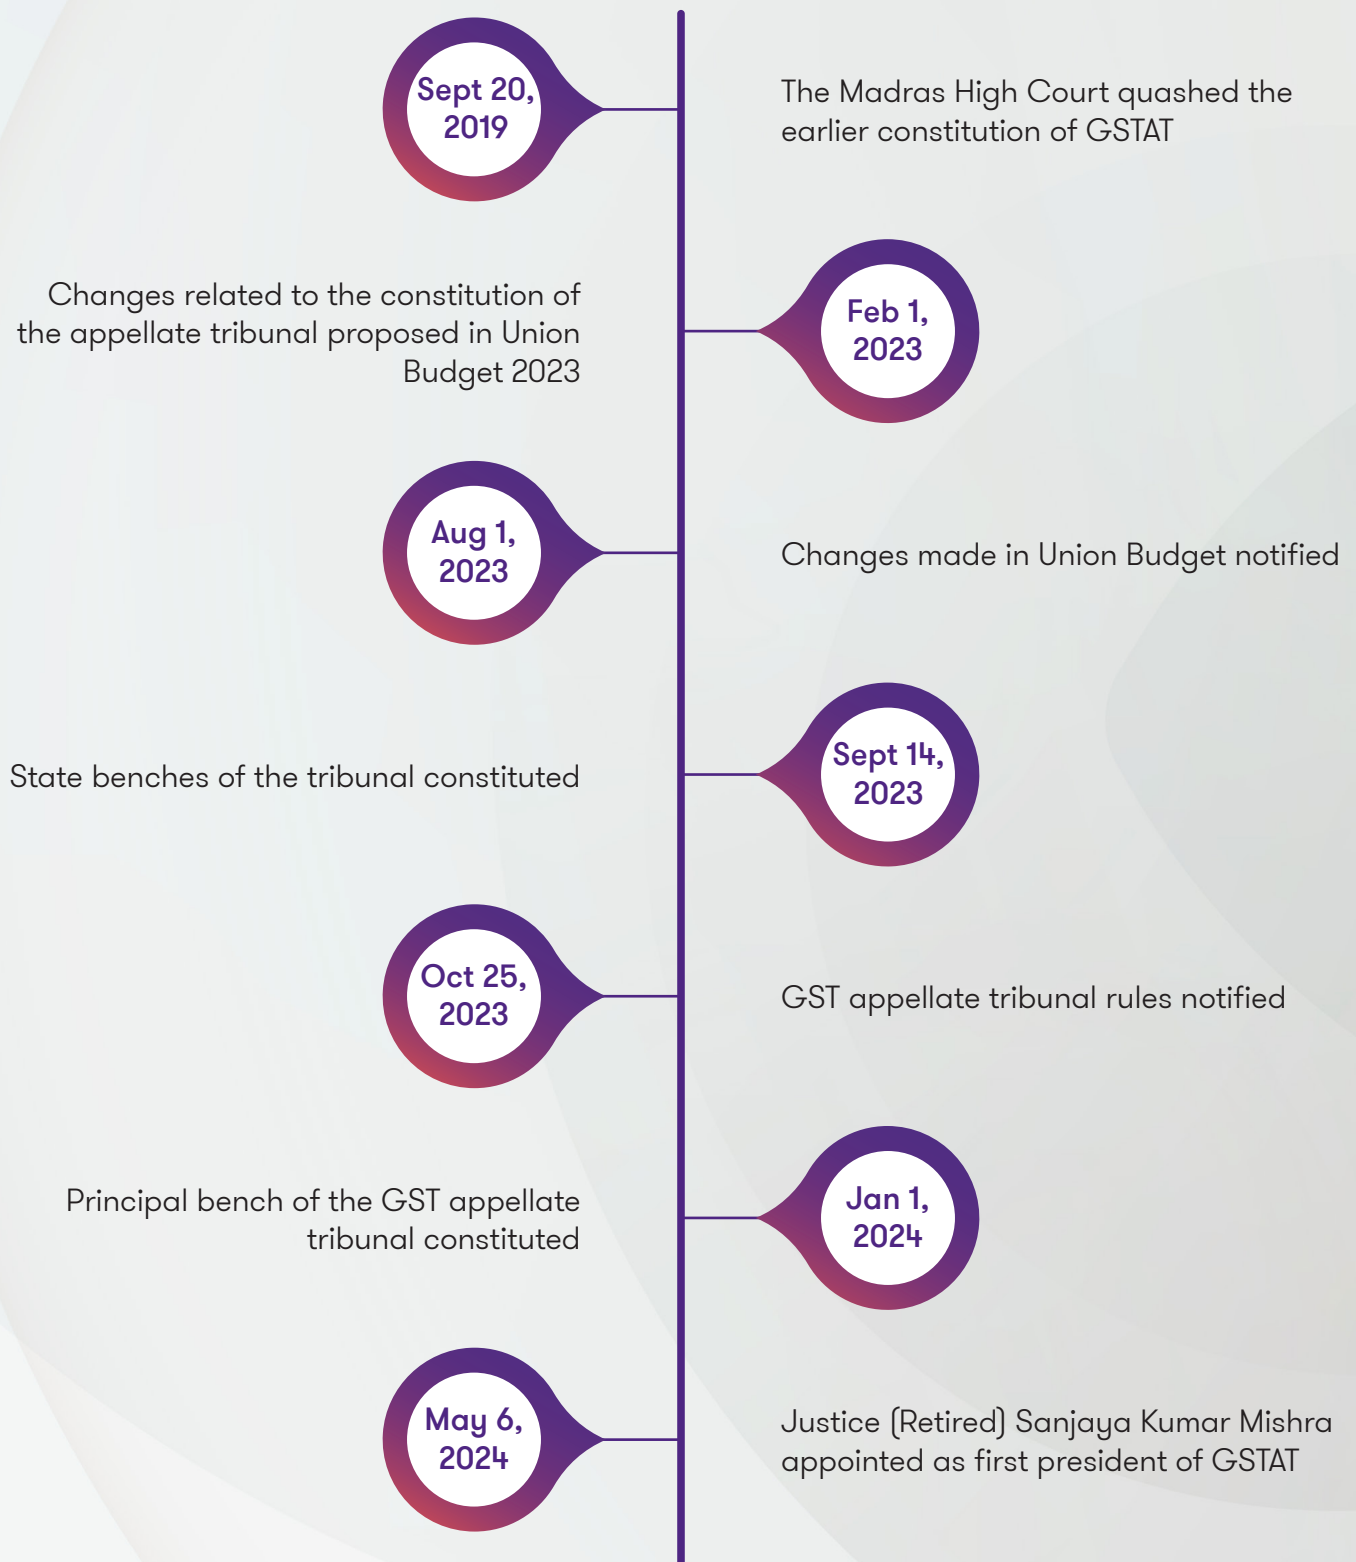 Sept 20,
2019
The Madras High Court quashed the
earlier constitution of GSTAT
Changes related to the constitution of
the appellate tribunal proposed in Union
Budget 2023
Feb 1,
2023
Aug 1,
2023
Changes made in Union Budget notified
State benches of the tribunal constituted
Sept 14,
2023
Oct 25,
2023
GST appellate tribunal rules notified
Principal bench of the GST appellate
tribunal constituted
Jan 1,
2024
May 6,
2024
Justice (Retired) Sanjaya Kumar Mishra
appointed as first president of GSTAT